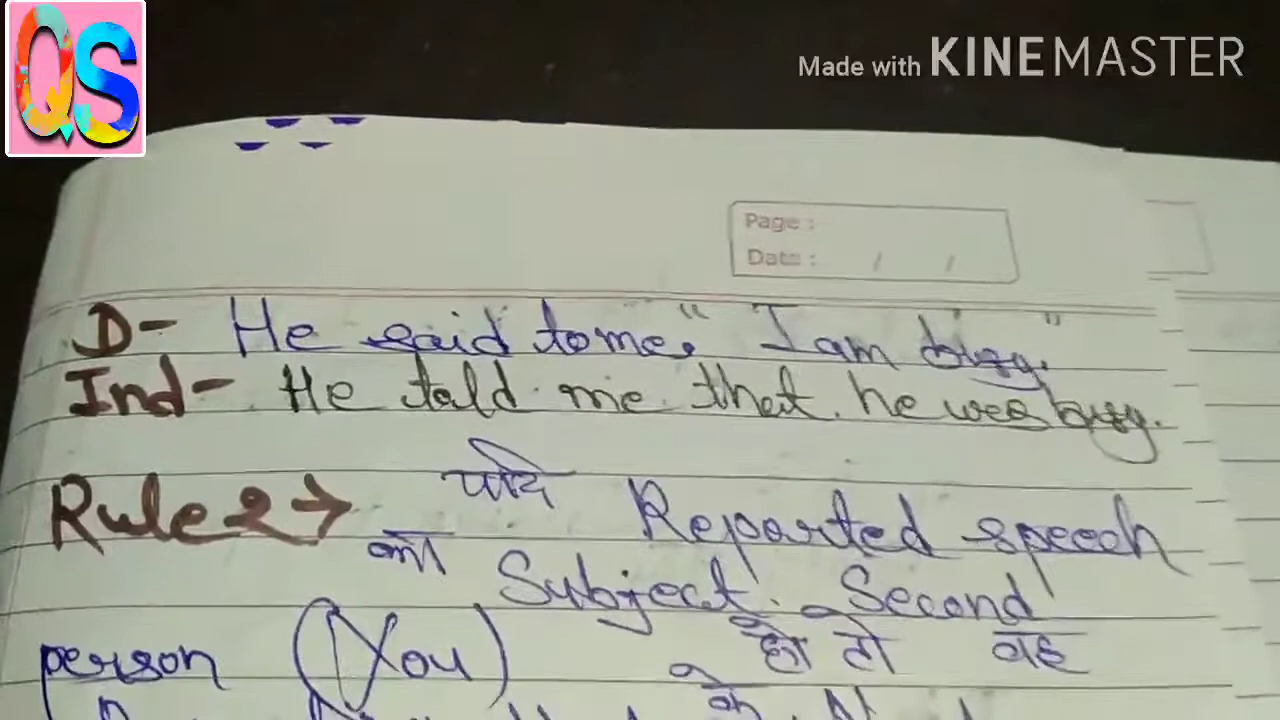 QS
Made with KINEMASTER
Page :
Date : / /
D- He said to me, " I am busy."
Ind- He told me that he was busy.
Rule 2 → यदि Reported speech
का Subject Second
person (You) हो तो वह
के